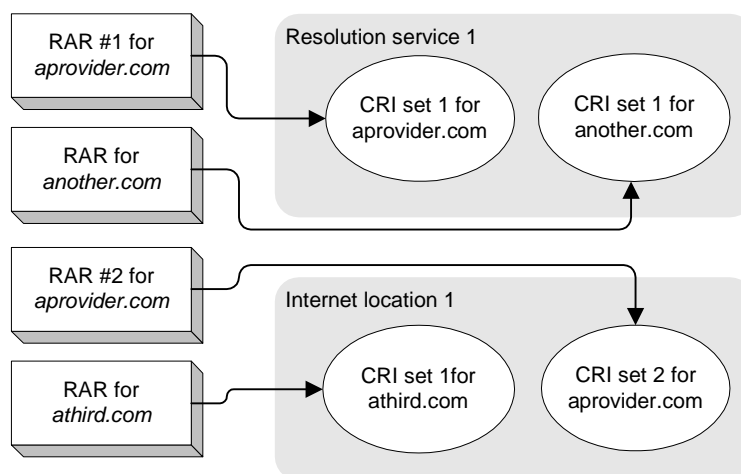 RAR #1 for
aprovider.com
Resolution service 1
CRI set 1 for
aprovider.com
CRI set 1 for
another.com
RAR for
another.com
RAR #2 for
aprovider.com
Internet location 1
CRI set 1for
athird.com
CRI set 2 for
aprovider.com
RAR for
athird.com